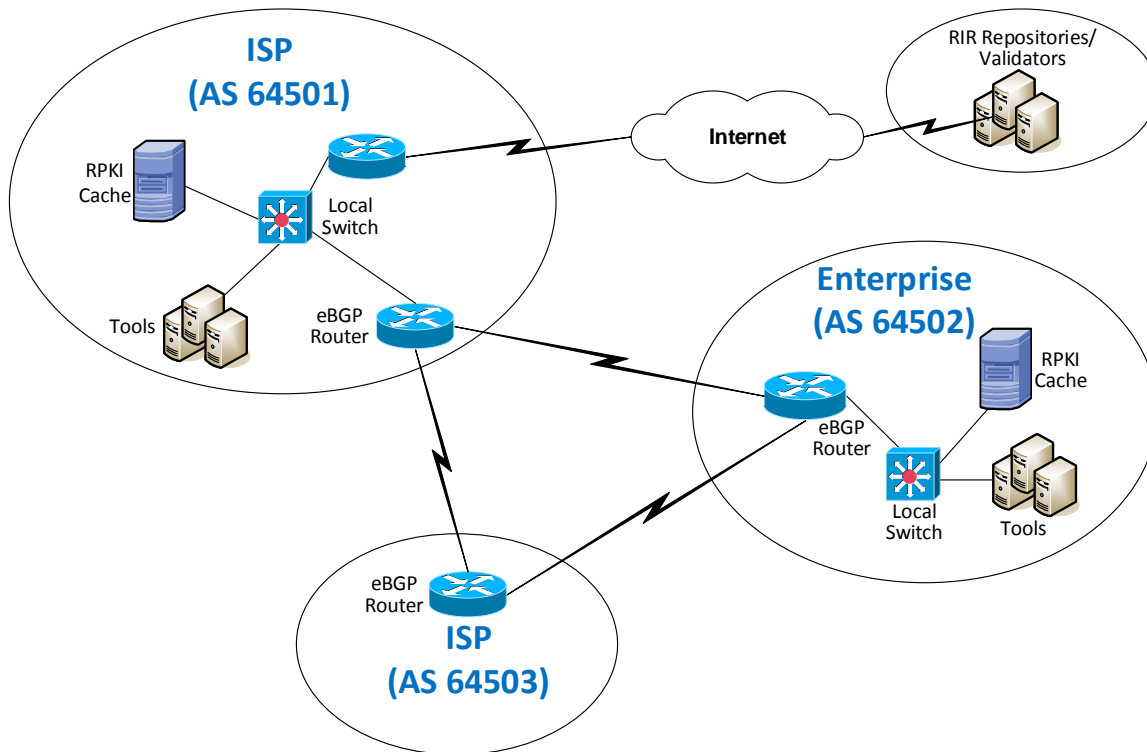 ISP
(AS 64501)
RIR Repositories/
Validators
Internet
RPKI
Cache
Local
Switch
Tools
eBGP
Router
Enterprise
(AS 64502)
RPKI
Cache
eBGP
Router
Local
Switch
Tools
eBGP
Router
ISP
(AS 64503)